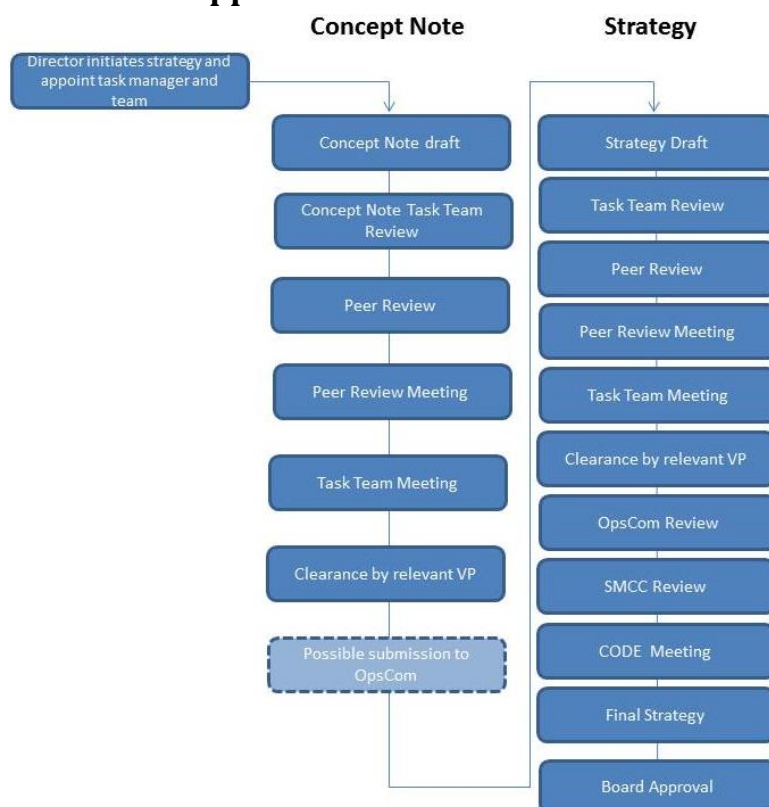 Concept Note
Strategy
Director initiates strategy and
appoint task manager and
team
Concept Note draft
Concept Note Task Team
Review
Peer Review
Peer Review Meeting
Task Team Meeting
Clearance by relevant VP
Possible submission to
OpsCom
Strategy Draft
Task Team Review
Peer Review
Peer Review Meeting
Task Team Meeting
Clearance by relevant VP
OpsCom Review
SMCC Review
CODE Meeting
Final Strategy
Board Approval